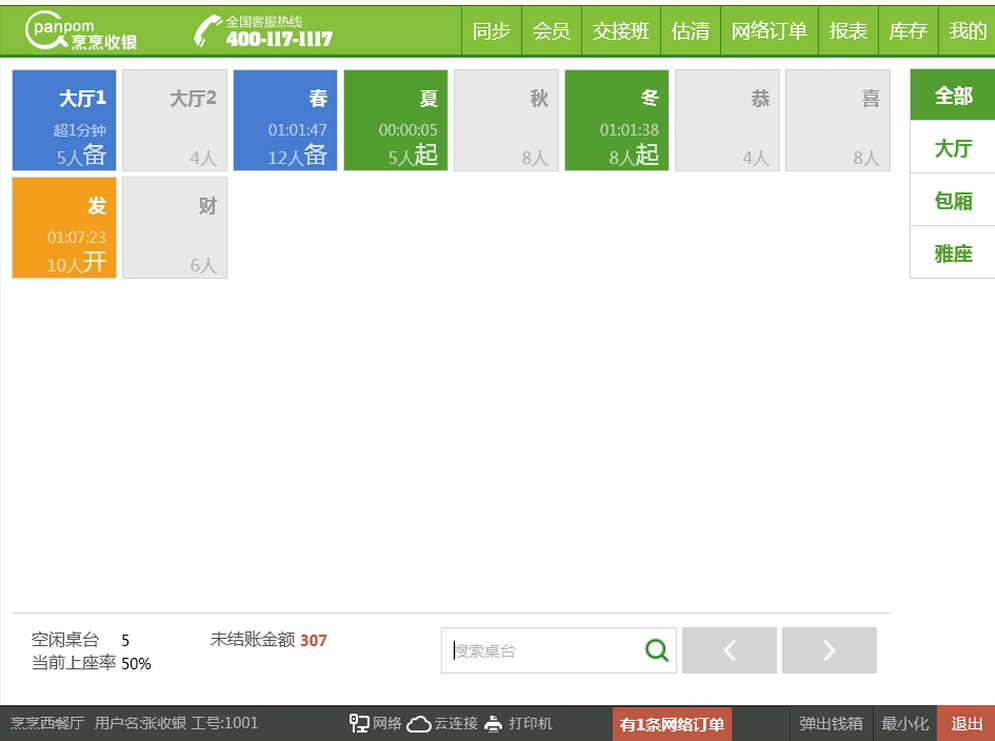 panpom
烹烹收银
全国客服热线
400-117-1117
同步 会员 交接班 估清 网络订单 报表 库存 我的
大厅1
超1分钟
5人备
大厅2
4人
春
01:01:47
12人备
夏
00:00:05
5人起
秋
8人
冬
01:01:38
8人起
恭
4人
喜
8人
发
01:07:23
10人开
财
6人
全部
大厅
包厢
雅座
空闲桌台 5
未结账金额 307
当前上座率 50%
搜索桌台
烹烹西餐厅 用户名:张收银 工号:1001 网络 云连接 打印机 有1条网络订单 弹出钱箱 最小化 退出